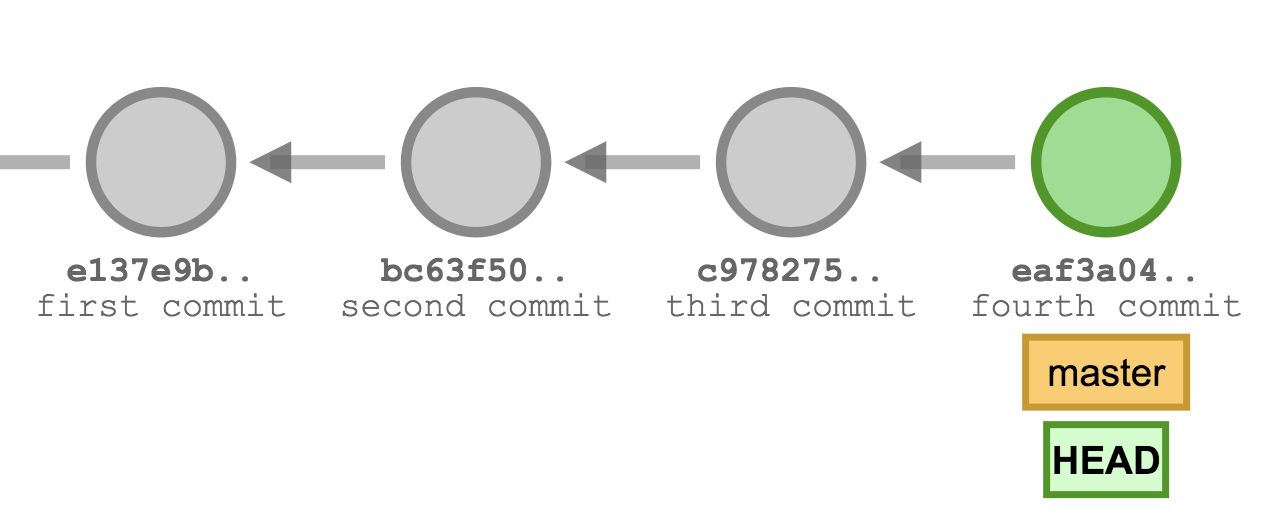 e137e9b..
first commit
bc63f50..
second commit
c978275..
third commit
eaf3a04..
fourth commit
master
HEAD